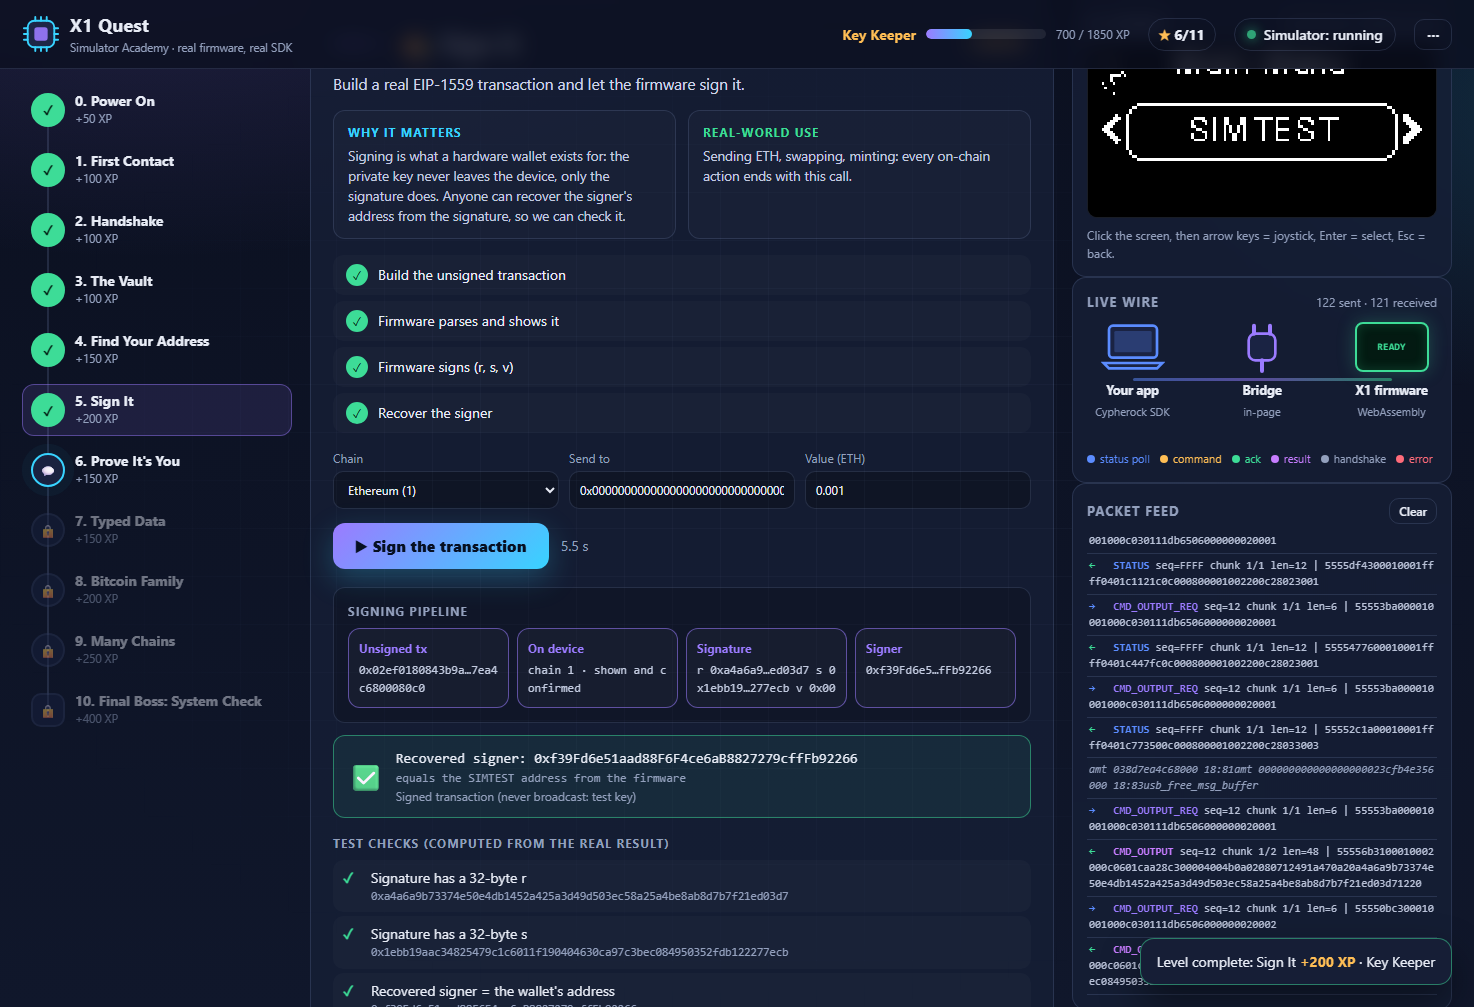 X1 Quest
Simulator Academy · real firmware, real SDK
Key Keeper
700 / 1850 XP
★ 6/11
Simulator: running
---
0. Power On
+50 XP
1. First Contact
+100 XP
2. Handshake
+100 XP
3. The Vault
+100 XP
4. Find Your Address
+150 XP
5. Sign It
+200 XP
6. Prove It's You
+150 XP
7. Typed Data
+150 XP
8. Bitcoin Family
+200 XP
9. Many Chains
+250 XP
10. Final Boss: System Check
+400 XP
Build a real EIP-1559 transaction and let the firmware sign it.
WHY IT MATTERS
Signing is what a hardware wallet exists for: the
private key never leaves the device, only the
signature does. Anyone can recover the signer's
address from the signature, so we can check it.
REAL-WORLD USE
Sending ETH, swapping, minting: every on-chain
action ends with this call.
Build the unsigned transaction
Firmware parses and shows it
Firmware signs (r, s, v)
Recover the signer
Chain
Send to
Value (ETH)
Ethereum (1)
0.001
▶ Sign the transaction
5.5 s
SIGNING PIPELINE
Unsigned tx
0x02ef0180843b9a…7ea4
c6800080c0
On device
chain 1 · shown and c
onfirmed
Signature
r 0xa4a6a9…ed03d7 s 0
x1ebb19…277ecb v 0x00
Signer
0xf39Fd6e5…fFb92266
Recovered signer: 0xf39Fd6e51aad88F6F4ce6aB8827279cffFb92266
equals the SIMTEST address from the firmware
Signed transaction (never broadcast: test key)
TEST CHECKS (COMPUTED FROM THE REAL RESULT)
Signature has a 32-byte r
0xa4a6a9b73374e50e4db1452a425a3d49d503ec58a25a4be8ab8d7b7f21ed03d7
Signature has a 32-byte s
0x1ebb19aac34825479c1c6011f190404630ca97c3bec084950352fdb122277ecb
Recovered signer = the wallet's address
SIMTEST
Click the screen, then arrow keys = joystick, Enter = select, Esc =
back.
LIVE WIRE
122 sent · 121 received
READY
Your app
Cypherock SDK
Bridge
in-page
X1 firmware
WebAssembly
status poll
command
ack
result
handshake
error
PACKET FEED
Clear
001000c030111db6506000000020001
← STATUS seq=FFFF chunk 1/1 len=12 | 5555df4300010001ff
ff0401c1121c0c000800001002200c28023001
→ CMD_OUTPUT_REQ seq=12 chunk 1/1 len=6 | 55553ba000010
001000c030111db6506000000020001
← STATUS seq=FFFF chunk 1/1 len=12 | 5555477600010001ff
ff0401c447fc0c000800001002200c28023001
→ CMD_OUTPUT_REQ seq=12 chunk 1/1 len=6 | 55553ba000010
001000c030111db6506000000020001
← STATUS seq=FFFF chunk 1/1 len=12 | 55552c1a00010001ff
ff0401c773500c000800001002200c28033003
amt 038d7ea4c68000 18:81amt 00000000000000000023cfb4e356
000 18:83usb_free_msg_buffer
→ CMD_OUTPUT_REQ seq=12 chunk 1/1 len=6 | 55553ba000010
001000c030111db6506000000020001
← CMD_OUTPUT seq=12 chunk 1/2 len=48 | 55556b3100010002
000c0601caa28c300004004b0a02080712491a470a20a4a6a9b73374e
50e4db1452a425a3d49d503ec58a25a4be8ab8d7b7f21ed03d71220
→ CMD_OUTPUT_REQ seq=12 chunk 1/1 len=6 | 55550bc300010
001000c030111db6506000000020002
Level complete: Sign It +200 XP · Key Keeper